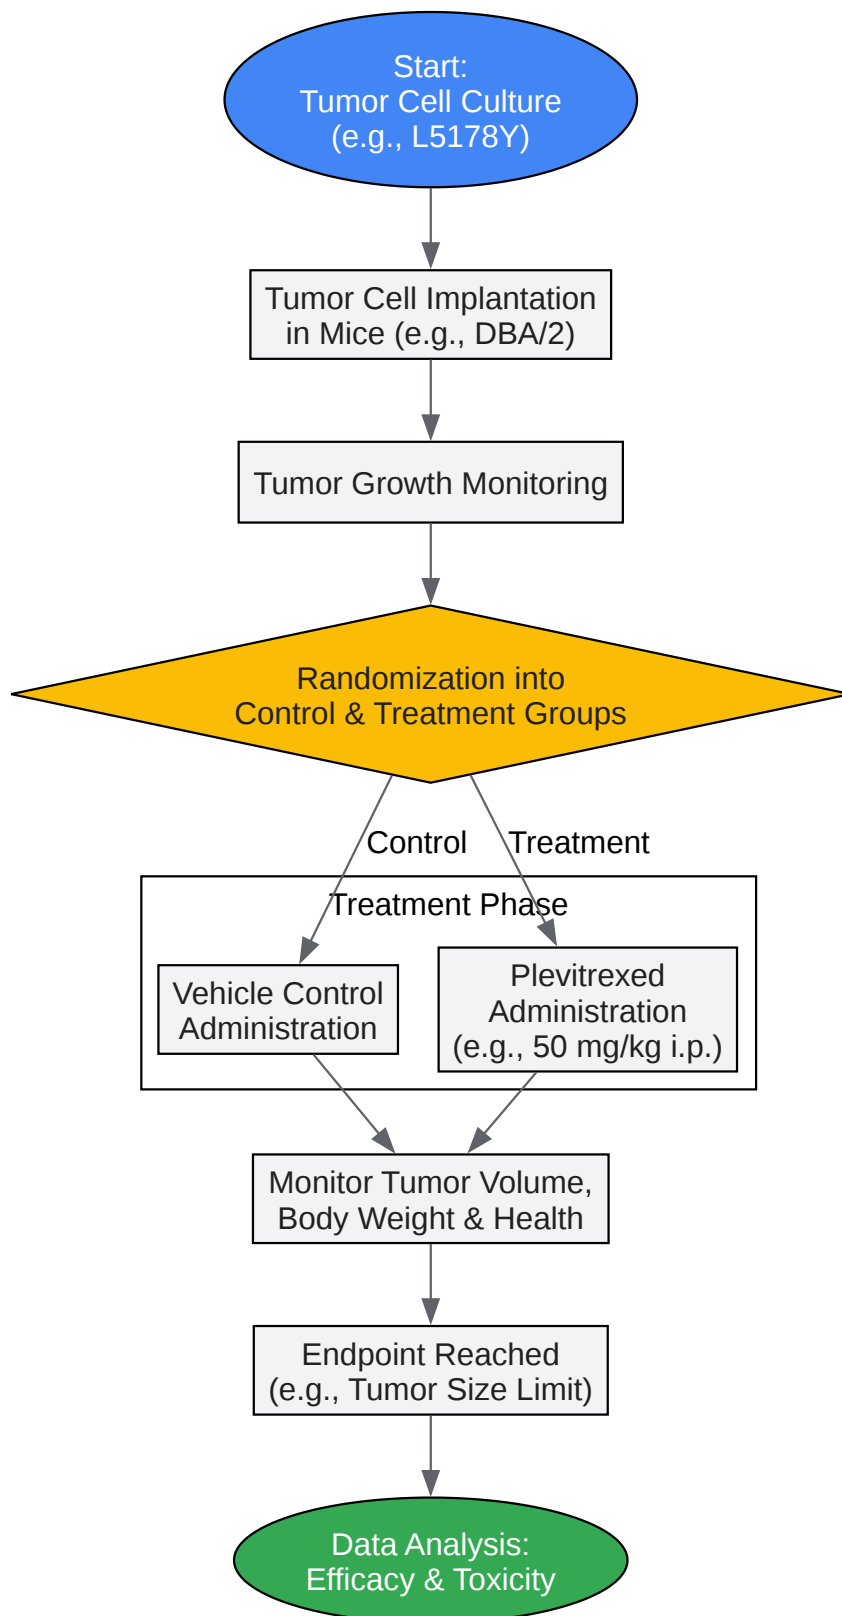 Start:
Tumor Cell Culture
(e.g., L5178Y)
Tumor Cell Implantation
in Mice (e.g., DBA/2)
Tumor Growth Monitoring
Randomization into
Control & Treatment Groups
Control
Treatment
Treatment Phase
Vehicle Control
Administration
Plevitrexed
Administration
(e.g., 50 mg/kg i.p.)
Monitor Tumor Volume,
Body Weight & Health
Endpoint Reached
(e.g., Tumor Size Limit)
Data Analysis:
Efficacy & Toxicity